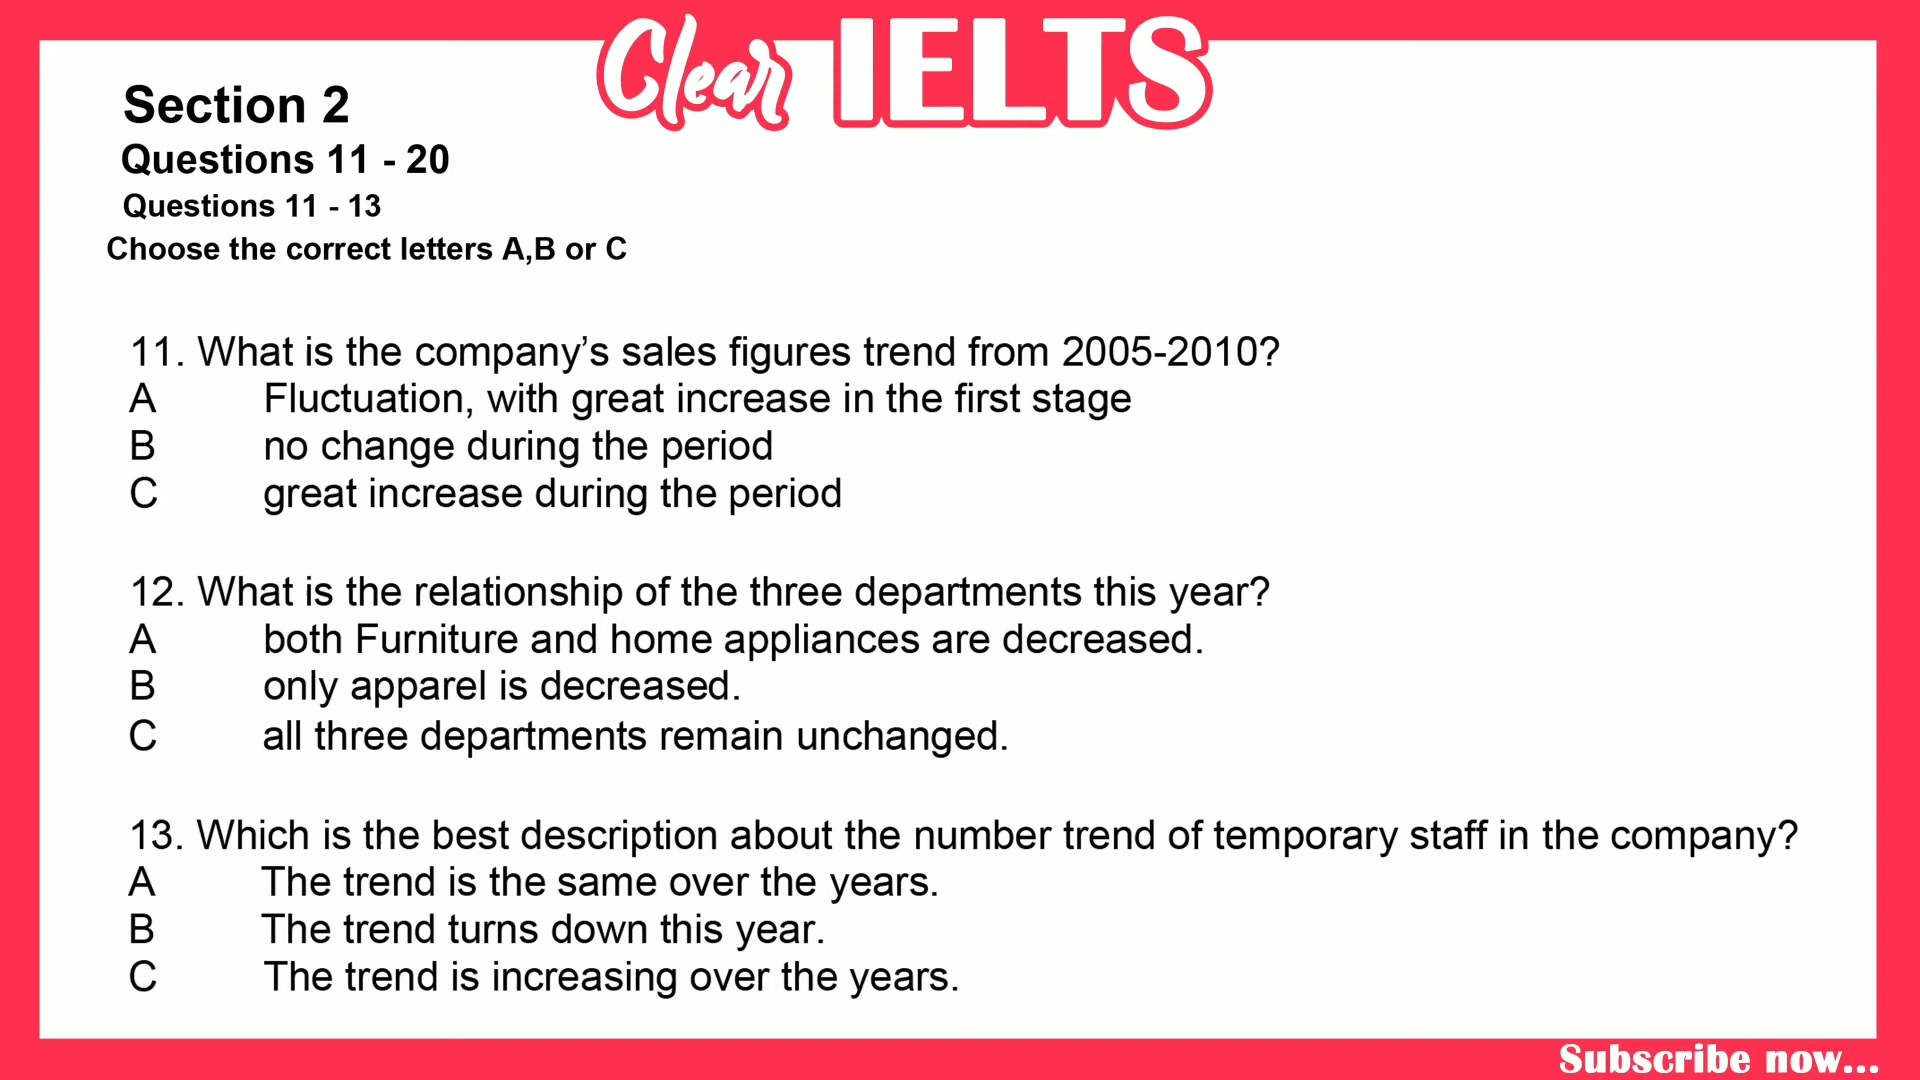 Clear IELTS
Section 2
Questions 11 - 20
Questions 11 - 13
Choose the correct letters A,B or C
11. What is the company’s sales figures trend from 2005-2010?
A Fluctuation, with great increase in the first stage
B no change during the period
C great increase during the period
12. What is the relationship of the three departments this year?
A both Furniture and home appliances are decreased.
B only apparel is decreased.
C all three departments remain unchanged.
13. Which is the best description about the number trend of temporary staff in the company?
A The trend is the same over the years.
B The trend turns down this year.
C The trend is increasing over the years.
Subscribe now...